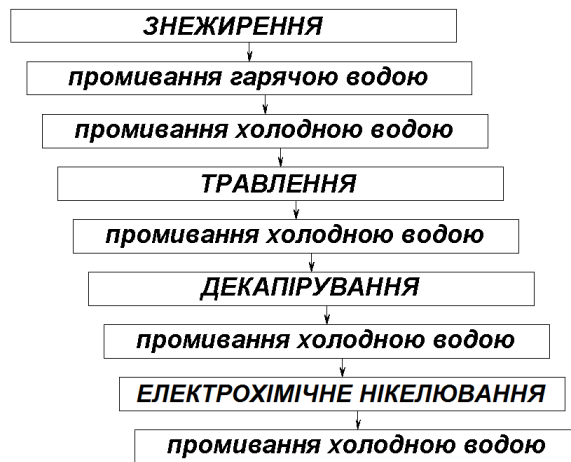 ЗНЕЖИРЕННЯ
промивання гарячою водою
промивання холодною водою
ТРАВЛЕННЯ
промивання холодною водою
ДЕКАПІРУВАННЯ
промивання холодною водою
ЕЛЕКТРОХІМІЧНЕ НІКЕЛЮВАННЯ
промивання холодною водою